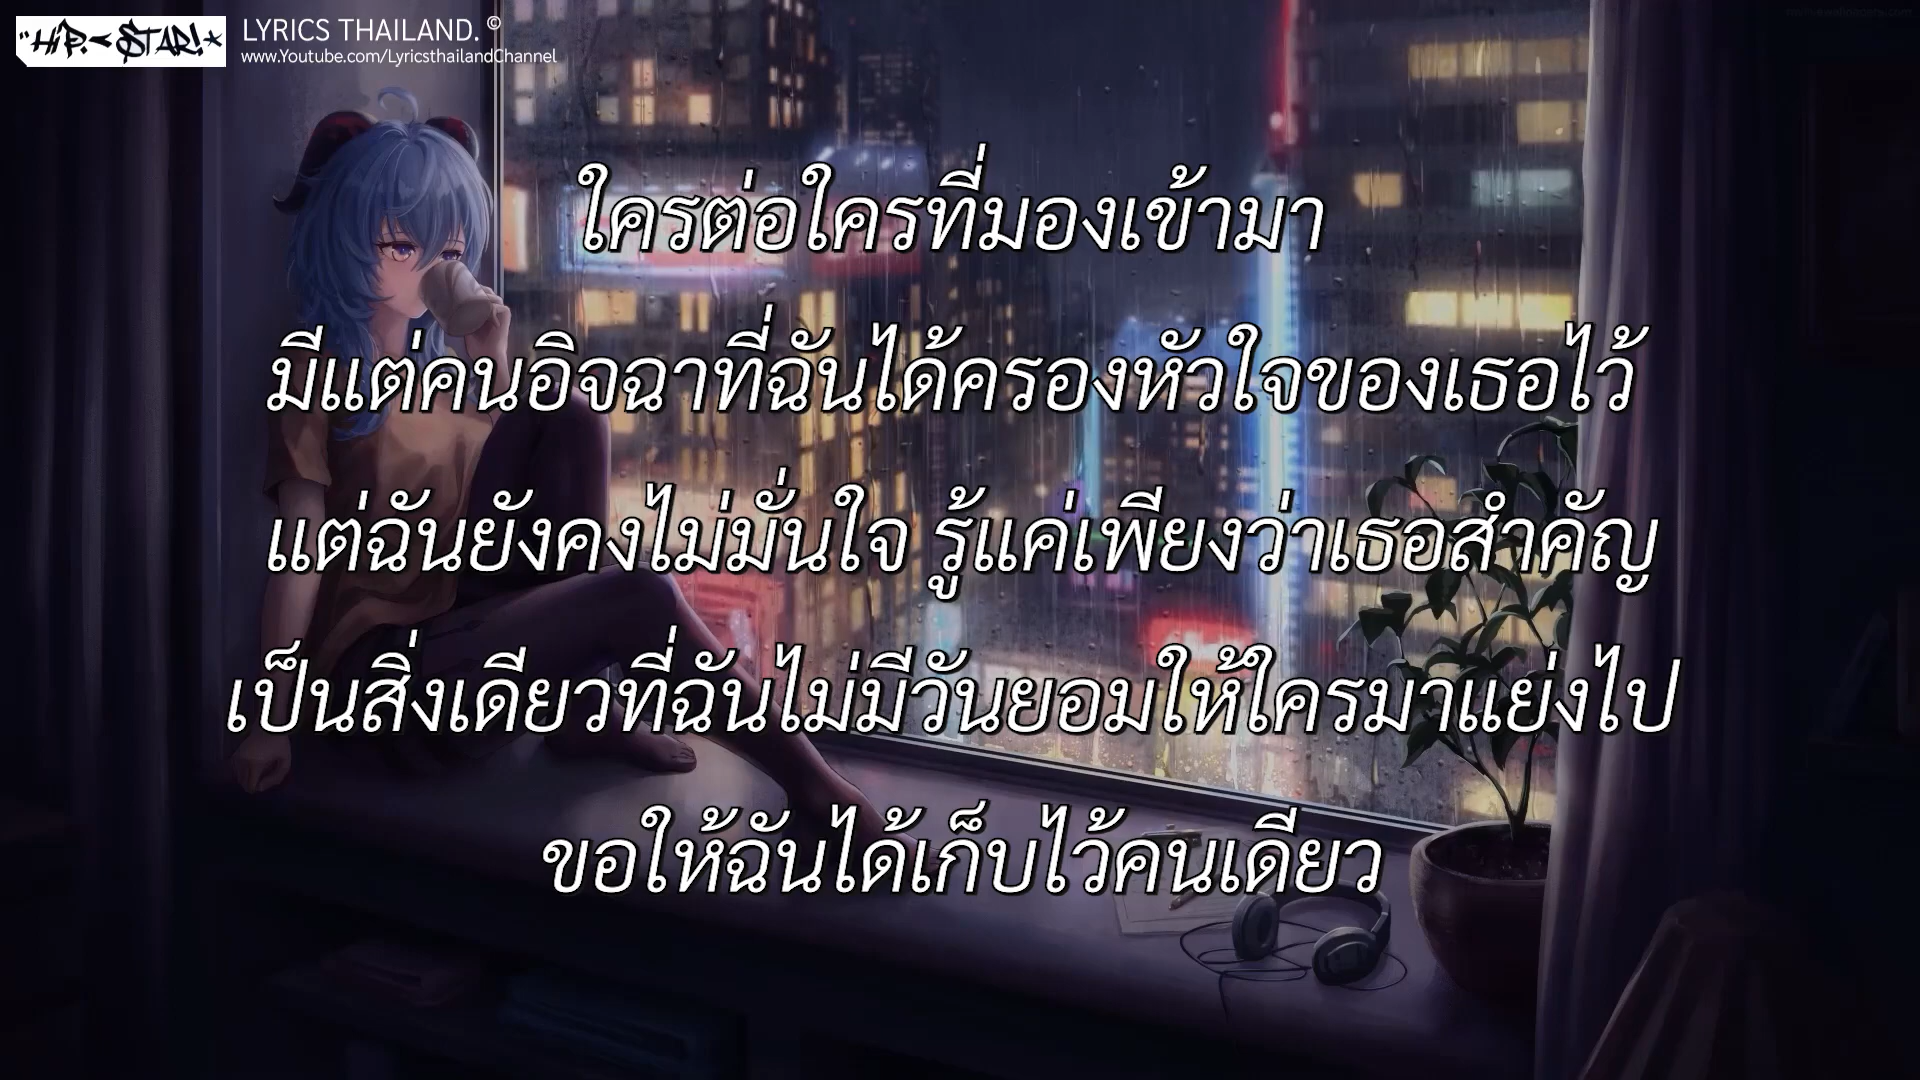 "HiP.-STAR!
LYRICS THAILAND.©
www.Youtube.com/LyricsthailandChannel
ใครต่อใครที่มองเข้ามา
มีแต่คนอิจฉาที่ฉันได้ครองหัวใจของเธอไว้
แต่ฉันยังคงไม่มั่นใจ รู้แค่เพียงว่าเธอสำคัญ
เป็นสิ่งเดียวที่ฉันไม่มีวันยอมให้ใครมาแย่งไป
ขอให้ฉันได้เก็บไว้คนเดียว